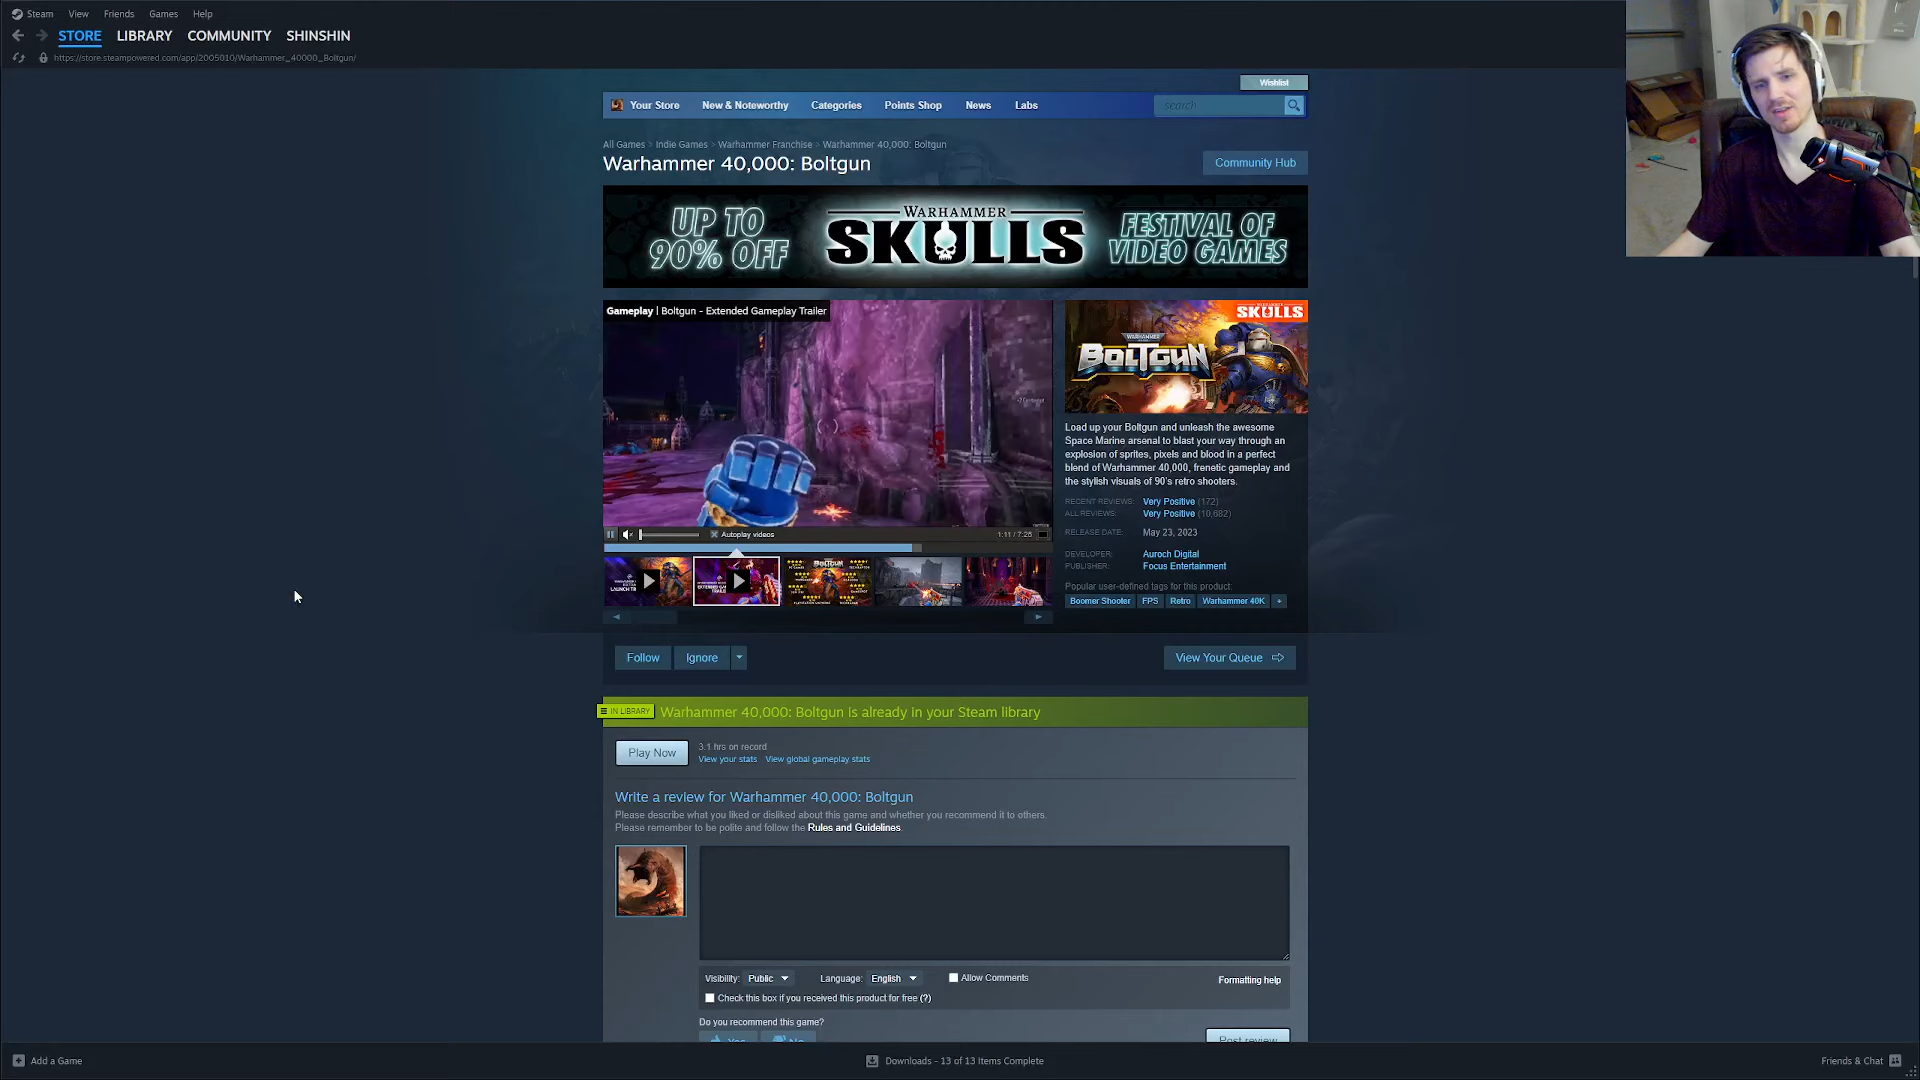 Steam View Friends Games Help
STORE LIBRARY COMMUNITY SHINSHIN
https://store.steampowered.com/app/2005010/Warhammer_40000_Boltgun/
Wishlist
Your Store New & Noteworthy Categories Points Shop News Labs search
All Games > Indie Games > Warhammer Franchise > Warhammer 40,000: Boltgun
Warhammer 40,000: Boltgun
Community Hub
UP TO 90% OFF
WARHAMMER SKULLS
FESTIVAL OF VIDEO GAMES
Gameplay | Boltgun - Extended Gameplay Trailer
SKULLS
WARHAMMER
BOLTGUN
Load up your Boltgun and unleash the awesome
Space Marine arsenal to blast your way through an
explosion of sprites, pixels and blood in a perfect
blend of Warhammer 40,000, frenetic gameplay and
the stylish visuals of 90's retro shooters.
RECENT REVIEWS: Very Positive (172)
ALL REVIEWS: Very Positive (10,682)
RELEASE DATE: May 23, 2023
DEVELOPER: Auroch Digital
PUBLISHER: Focus Entertainment
Popular user-defined tags for this product:
Boomer Shooter FPS Retro Warhammer 40K +
Autoplay videos 1:11 / 7:26
BOLTGUN
Follow Ignore View Your Queue
IN LIBRARY Warhammer 40,000: Boltgun is already in your Steam library
Play Now
3.1 hrs on record
View your stats View global gameplay stats
Write a review for Warhammer 40,000: Boltgun
Please describe what you liked or disliked about this game and whether you recommend it to others.
Please remember to be polite and follow the Rules and Guidelines.
Visibility: Public Language: English Allow Comments Formatting help
Check this box if you received this product for free (?)
Do you recommend this game?
Yes No Post review
Add a Game Downloads - 13 of 13 Items Complete Friends & Chat